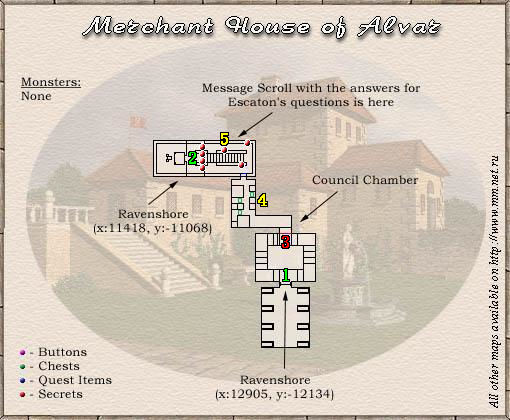 Merchant House of Alvar
Monsters:
None
Message Scroll with the answers for
Escaton's questions is here
5
2
Council Chamber
4
Ravenshore
(x:11418, y:-11068)
3
1
- Buttons
- Chests
- Quest Items
- Secrets
Ravenshore
(x:12905, y:-12134)
All other maps available on http://www.mm.net.ru